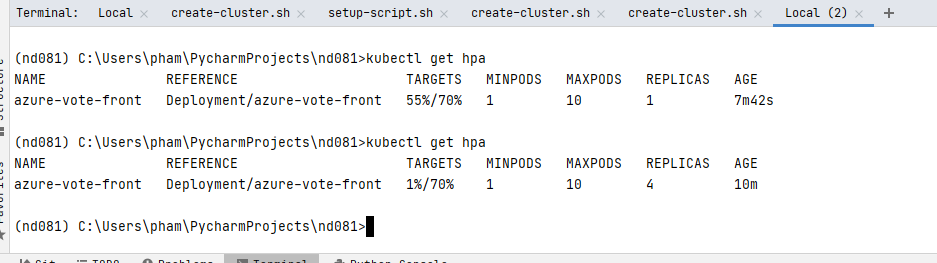 Terminal: Local × create-cluster.sh × setup-script.sh × create-cluster.sh × create-cluster.sh × Local (2) × +
(nd081) C:\Users\pham\PycharmProjects\nd081>kubectl get hpa
NAME REFERENCE TARGETS MINPODS MAXPODS REPLICAS AGE
azure-vote-front Deployment/azure-vote-front 55%/70% 1 10 1 7m42s
(nd081) C:\Users\pham\PycharmProjects\nd081>kubectl get hpa
NAME REFERENCE TARGETS MINPODS MAXPODS REPLICAS AGE
azure-vote-front Deployment/azure-vote-front 1%/70% 1 10 4 10m
(nd081) C:\Users\pham\PycharmProjects\nd081>
Structure
Favorites
Git TODO Problems Terminal Python Console